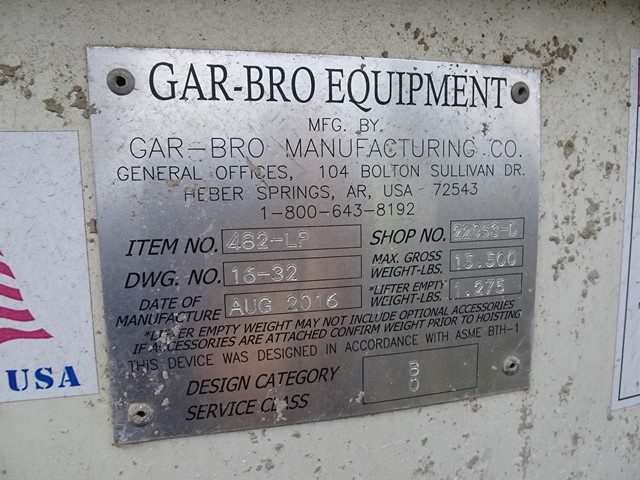 GAR-BRO EQUIPMENT
MFG. BY
GAR-BRO MANUFACTURING CO.
GENERAL OFFICES, 104 BOLTON SULLIVAN DR.
HEBER SPRINGS, AR, USA 72543
1-800-643-8192
ITEM NO. 482-LP SHOP NO.
DWG. NO. 16-32 MAX. GROSS WEIGHT-LBS. 15.500
DATE OF MANUFACTURE AUG 2016 *LIFTER EMPTY WEIGHT-LBS. 1.275
*LIFTER EMPTY WEIGHT MAY NOT INCLUDE OPTIONAL ACCESSORIES
IF ACCESSORIES ARE ATTACHED CONFIRM WEIGHT PRIOR TO HOISTING
THIS DEVICE WAS DESIGNED IN ACCORDANCE WITH ASME BTH-1
DESIGN CATEGORY B
SERVICE CLASS 0
USA